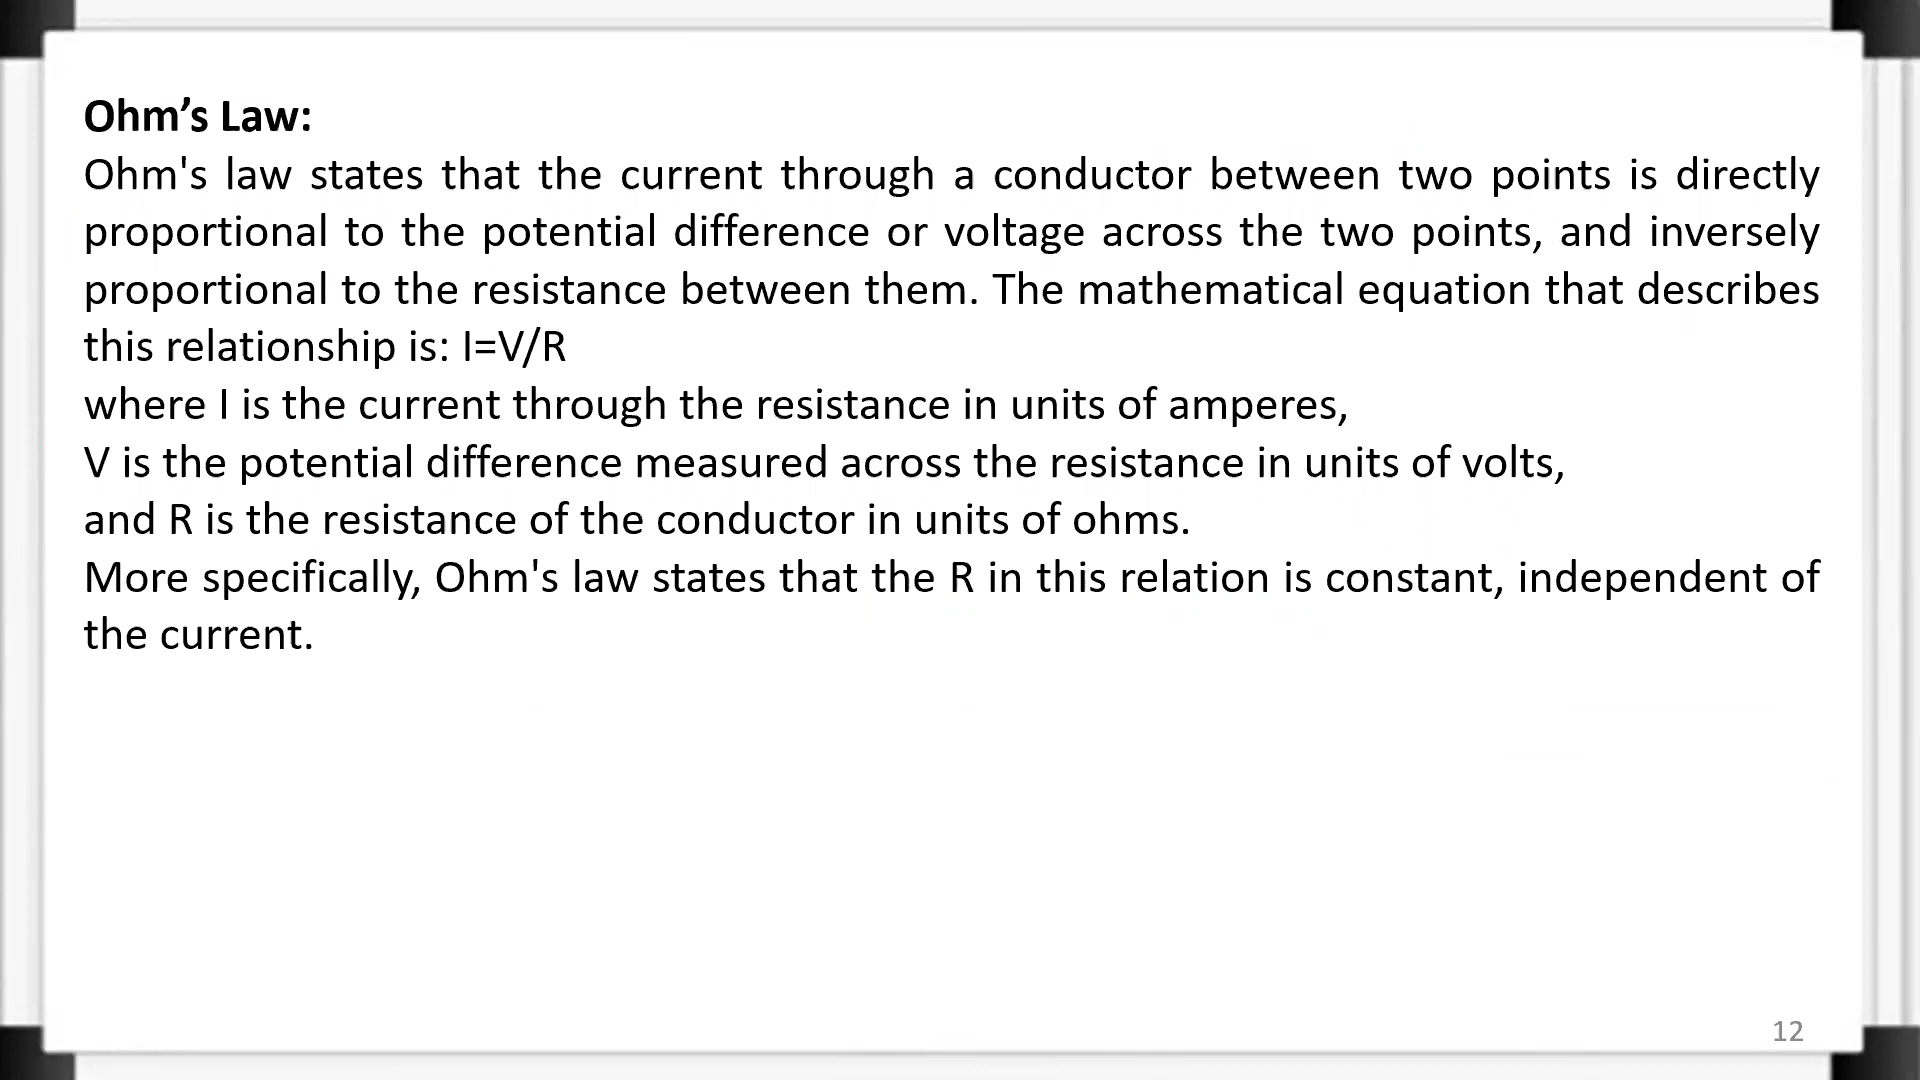 Ohm’s Law:
Ohm's law states that the current through a conductor between two points is directly
proportional to the potential difference or voltage across the two points, and inversely
proportional to the resistance between them. The mathematical equation that describes
this relationship is: I=V/R
where I is the current through the resistance in units of amperes,
V is the potential difference measured across the resistance in units of volts,
and R is the resistance of the conductor in units of ohms.
More specifically, Ohm's law states that the R in this relation is constant, independent of
the current.
12